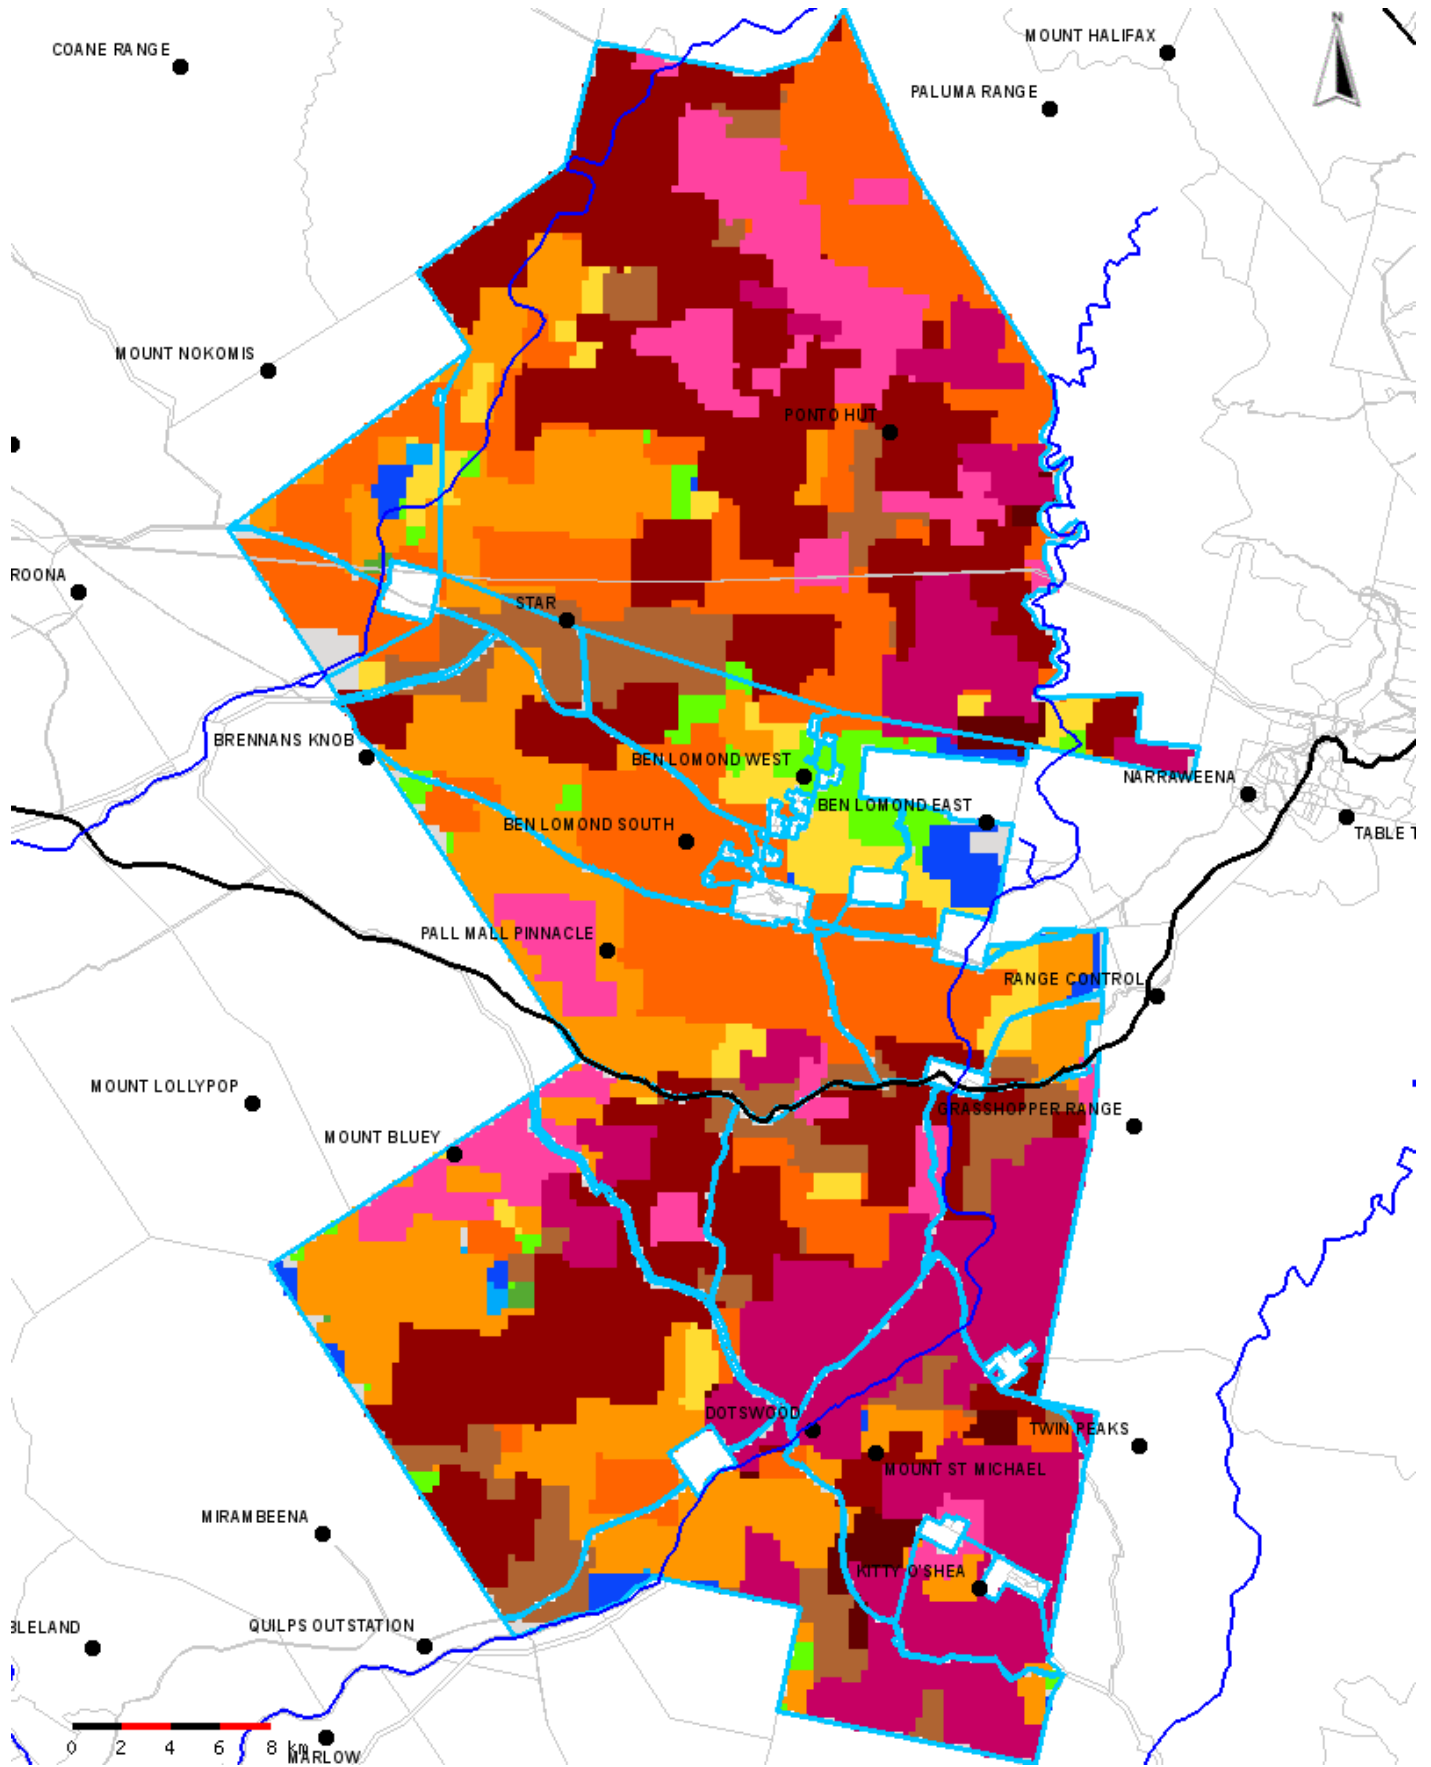 N
MOUNT HALIFAX
COANE RANGE
PALUMA RANGE
MOUNT NOKOMIS
PONTO HUT
ROONA
STAR
BRENNANS KNOB
BEN LOMOND WEST
NARRAWEENA
BEN LOMOND EAST
BEN LOMOND SOUTH
TABLE T
PALL MALL PINNACLE
RANGE CONTROL
MOUNT LOLLYPOP
GRASSHOPPER RANGE
MOUNT BLUEY
DOTSWOOD
TWIN PEAKS
MOUNT ST MICHAEL
MIRAMBEENA
KITTY O'SHEA
BLELAND
QUILPS OUTSTATION
0 2 4 6 8 km
MARLOW